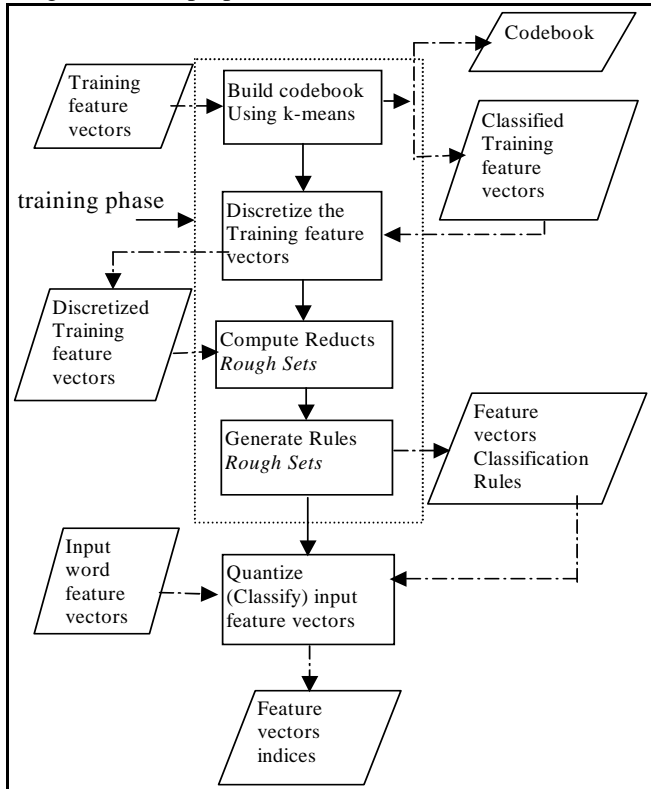 Codebook
Training
feature
vectors
Build codebook
Using k-means
Classified
Training
feature
vectors
training phase
Discretize the
Training feature
vectors
Discretized
Training
feature
vectors
Compute Reducts
Rough Sets
Generate Rules
Rough Sets
Feature
vectors
Classification
Rules
Input
word
feature
vectors
Quantize
(Classify) input
feature vectors
Feature
vectors
indices